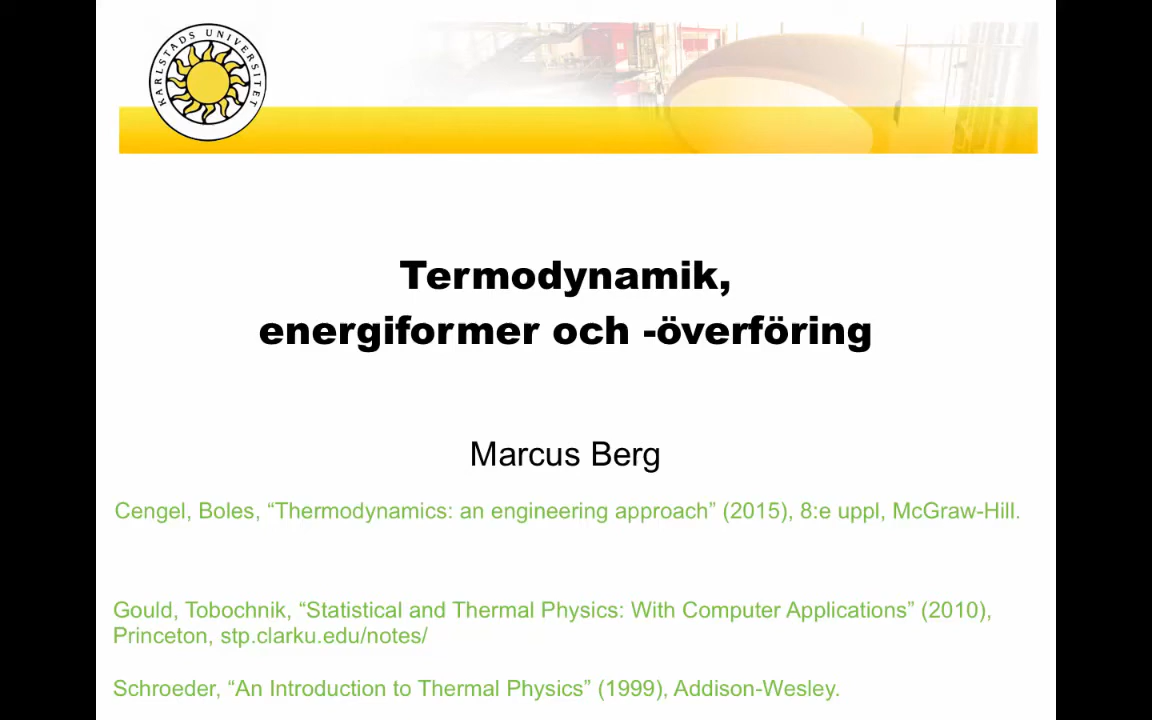 KARLSTADS UNIVERSITET
Termodynamik,
energiformer och -överföring
Marcus Berg
Cengel, Boles, “Thermodynamics: an engineering approach” (2015), 8:e uppl, McGraw-Hill.
Gould, Tobochnik, “Statistical and Thermal Physics: With Computer Applications” (2010),
Princeton, stp.clarku.edu/notes/
Schroeder, “An Introduction to Thermal Physics” (1999), Addison-Wesley.